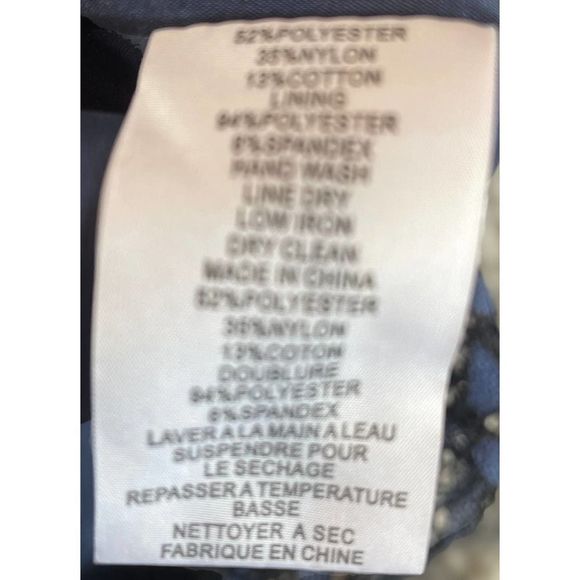 52%POLYESTER
35%NYLON
13%COTTON
LINING
94%POLYESTER
6%SPANDEX
HAND WASH
LINE DRY
LOW IRON
DRY CLEAN
MADE IN CHINA
52%POLYESTER
35%NYLON
13%COTON
DOUBLURE
94%POLYESTER
6%SPANDEX
LAVER A LA MAIN A LEAU
SUSPENDRE POUR
LE SECHAGE
REPASSER A TEMPERATURE
BASSE
NETTOYER A SEC
FABRIQUE EN CHINE